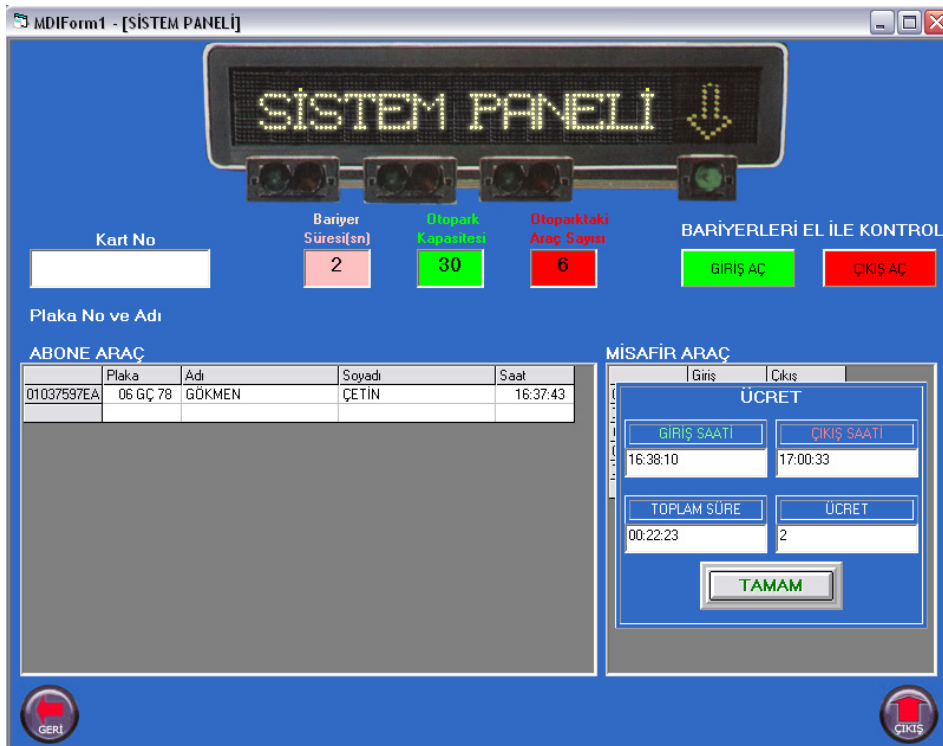 MDIForm1 - [SİSTEM PANELİ]
SİSTEM PANELİ
Kart No
Bariyer
Süresi(sn)
2
Otopark
Kapasitesi
30
Otoparktaki
Araç Sayısı
6
BARİYERLERİ EL İLE KONTROL
GİRİŞ AÇ
ÇIKIŞ AÇ
Plaka No ve Adı
ABONE ARAÇ
Plaka Adı Soyadı Saat
01037597EA 06 GÇ 78 GÖKMEN ÇETİN 16:37:43
MİSAFİR ARAÇ
Giriş Çıkış
ÜCRET
GİRİŞ SAATİ ÇIKIŞ SAATİ
16:38:10 17:00:33
TOPLAM SÜRE ÜCRET
00:22:23 2
TAMAM
GERİ
ÇIKIŞ